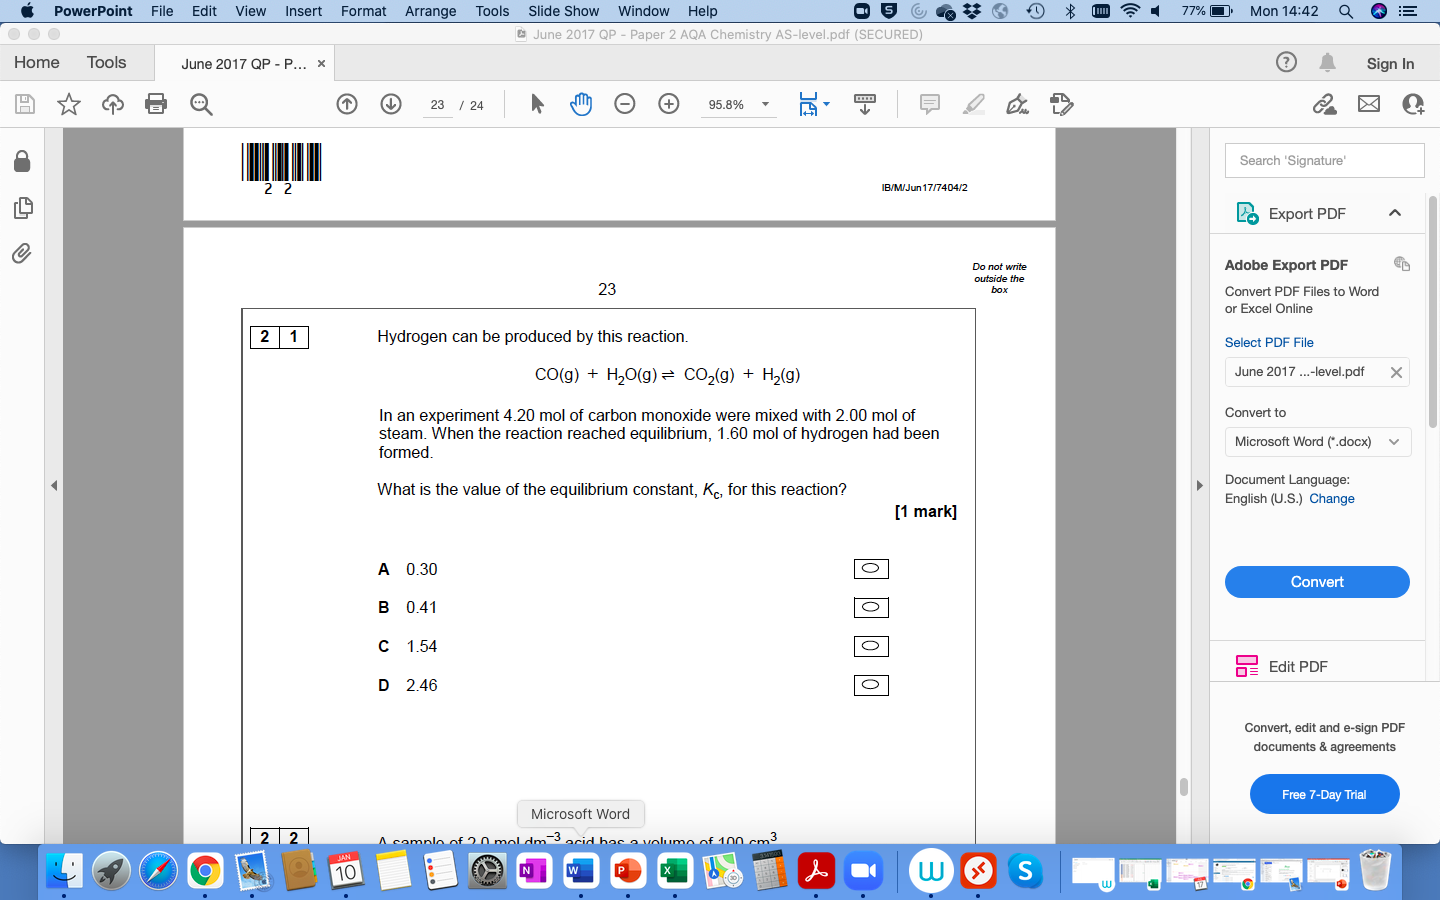 PowerPoint File Edit View Insert Format Arrange Tools Slide Show Window Help 77% Mon 14:42
June 2017 QP - Paper 2 AQA Chemistry AS-level.pdf (SECURED)
Home Tools June 2017 QP - P... × ? Sign In
23 / 24 95.8%
2 2
IB/M/Jun17/7404/2
Do not write
outside the
box
23
2 1 Hydrogen can be produced by this reaction.
CO(g) + H₂O(g) ⇌ CO₂(g) + H₂(g)
In an experiment 4.20 mol of carbon monoxide were mixed with 2.00 mol of
steam. When the reaction reached equilibrium, 1.60 mol of hydrogen had been
formed.
What is the value of the equilibrium constant, Kc, for this reaction?
[1 mark]
A 0.30
B 0.41
C 1.54
D 2.46
2 2 A sample of 2.0 mol dm⁻³ acid has a volume of 100 cm³
Search 'Signature'
Export PDF
Adobe Export PDF
Convert PDF Files to Word
or Excel Online
Select PDF File
June 2017 ...-level.pdf
Convert to
Microsoft Word (*.docx)
Document Language:
English (U.S.) Change
Convert
Edit PDF
Convert, edit and e-sign PDF
documents & agreements
Free 7-Day Trial
Microsoft Word
JAN
10